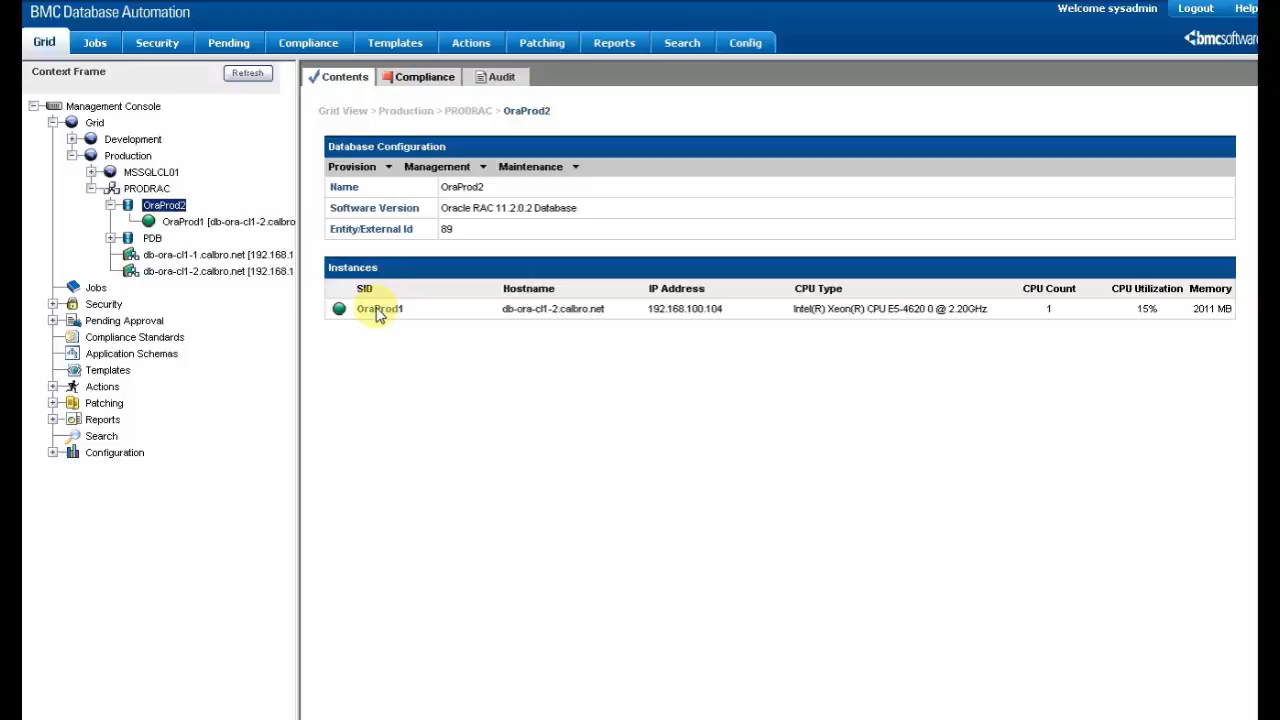 BMC Database Automation
Welcome sysadmin Logout Help
Grid Jobs Security Pending Compliance Templates Actions Patching Reports Search Config
bmcsoftware
Context Frame Refresh
Contents Compliance Audit
Management Console
Grid
Development
Production
MSSQLCL01
PRODRAC
OraProd2
OraProd1 [db-ora-cl1-2.calbro
PDB
db-ora-cl1-1.calbro.net [192.168.1
db-ora-cl1-2.calbro.net [192.168.1
Jobs
Security
Pending Approval
Compliance Standards
Application Schemas
Templates
Actions
Patching
Reports
Search
Configuration
Grid View > Production > PRODRAC > OraProd2
Database Configuration
Provision Management Maintenance
Name OraProd2
Software Version Oracle RAC 11.2.0.2 Database
Entity/External Id 89
Instances
SID Hostname IP Address CPU Type CPU Count CPU Utilization Memory
OraProd1 db-ora-cl1-2.calbro.net 192.168.100.104 Intel(R) Xeon(R) CPU E5-4620 0 @ 2.20GHz 1 15% 2011 MB